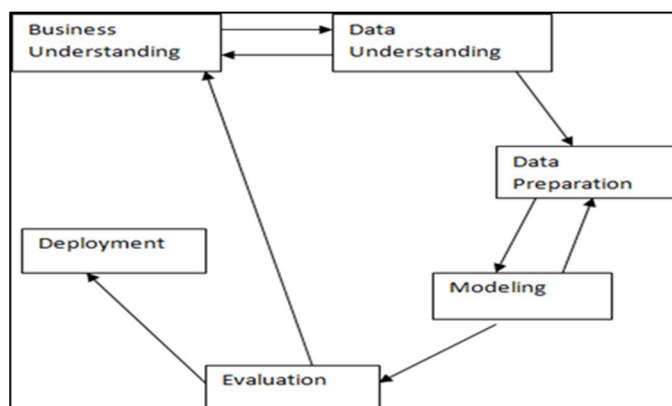 Business
Understanding
Data
Understanding
Data
Preparation
Deployment
Modeling
Evaluation